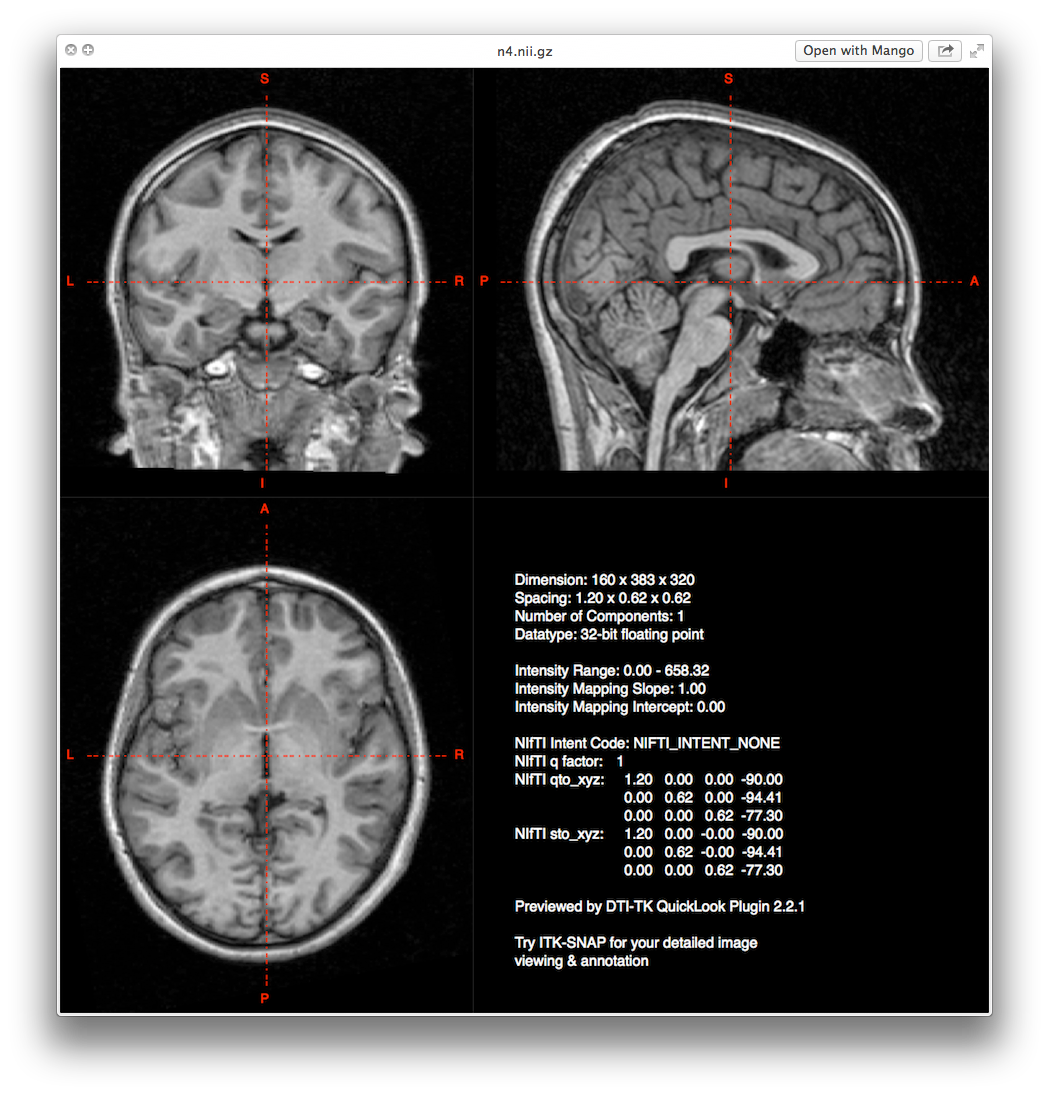 n4.nii.gz
Open with Mango
S
S
L
R
P
A
I
I
A
L
R
P
Dimension: 160 x 383 x 320
Spacing: 1.20 x 0.62 x 0.62
Number of Components: 1
Datatype: 32-bit floating point
Intensity Range: 0.00 - 658.32
Intensity Mapping Slope: 1.00
Intensity Mapping Intercept: 0.00
NIfTI Intent Code: NIFTI_INTENT_NONE
NIfTI q factor: 1
NIfTI qto_xyz: 1.20 0.00 0.00 -90.00
0.00 0.62 0.00 -94.41
0.00 0.00 0.62 -77.30
NIfTI sto_xyz: 1.20 0.00 -0.00 -90.00
0.00 0.62 -0.00 -94.41
0.00 0.00 0.62 -77.30
Previewed by DTI-TK QuickLook Plugin 2.2.1
Try ITK-SNAP for your detailed image
viewing & annotation